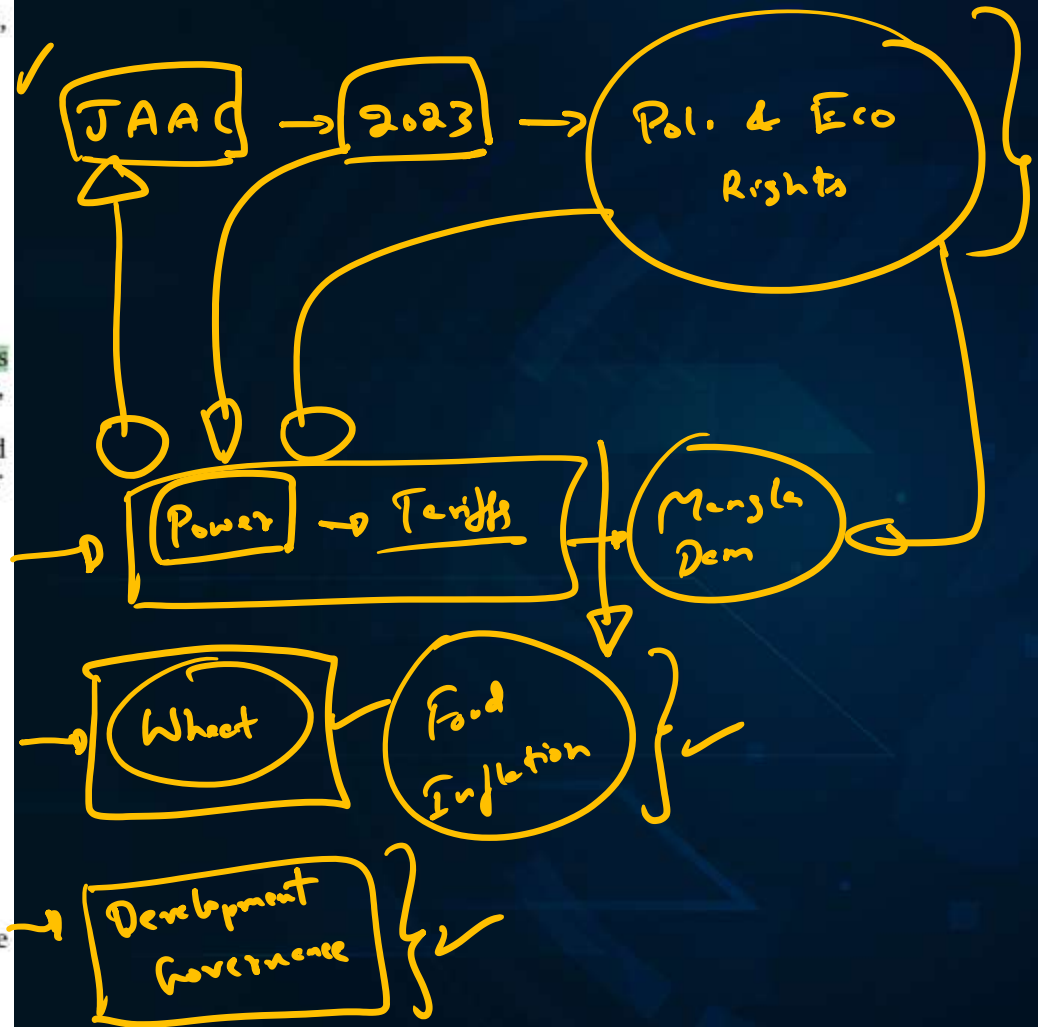 JAAC → 2023 → Pol. & Eco
Rights
Power → Tariffs
Mangla
Dam
Wheat
Food
Inflation
Development
Governance